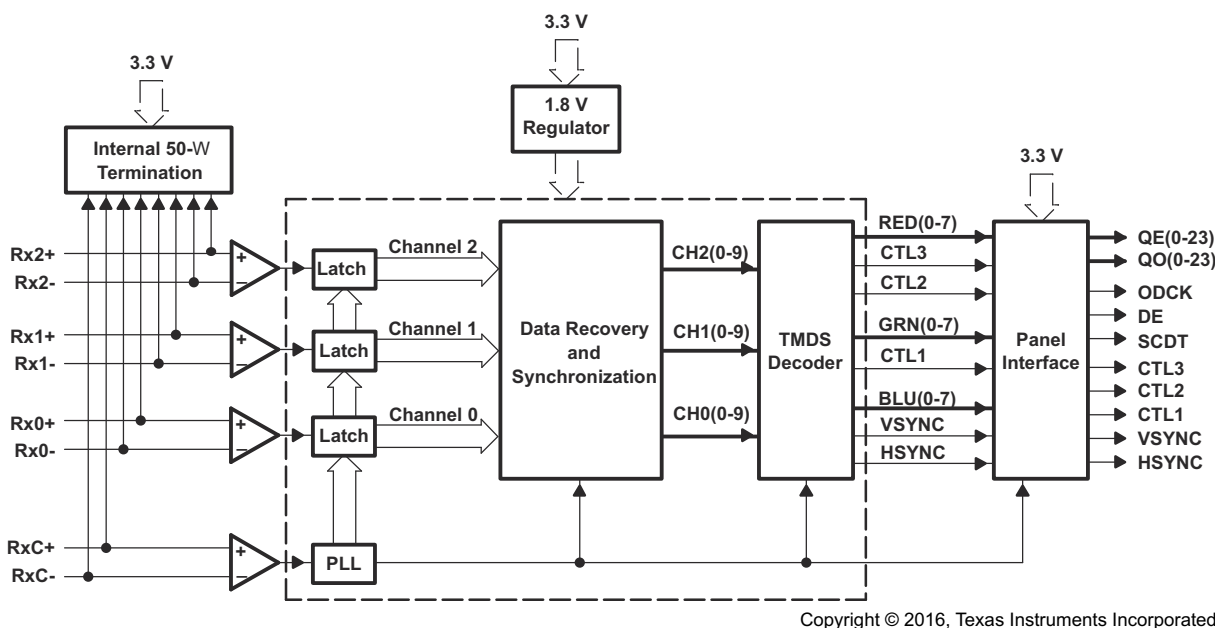 3.3 V
3.3 V
1.8 V
Regulator
Internal 50-W
Termination
3.3 V
Rx2+
Rx2-
Rx1+
Rx1-
Rx0+
Rx0-
RxC+
RxC-
+
−
+
−
+
−
+
−
Latch
Latch
Latch
PLL
Channel 2
Channel 1
Channel 0
Data Recovery
and
Synchronization
CH2(0-9)
CH1(0-9)
CH0(0-9)
TMDS
Decoder
RED(0-7)
CTL3
CTL2
GRN(0-7)
CTL1
BLU(0-7)
VSYNC
HSYNC
Panel
Interface
QE(0-23)
QO(0-23)
ODCK
DE
SCDT
CTL3
CTL2
CTL1
VSYNC
HSYNC
Copyright © 2016, Texas Instruments Incorporated